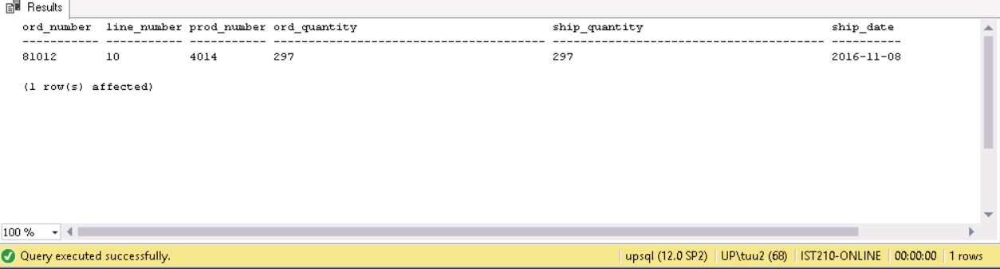 Results
ord_number line_number prod_number ord_quantity ship_quantity ship_date
------------ ------------ ------------ --------------------------------------- --------------------------------------- ----------
81012 10 4014 297 297 2016-11-08
(1 row(s) affected)
100 %
Query executed successfully. upsql (12.0 SP2) UP\tuu2 (68) IST210-ONLINE 00:00:00 1 rows